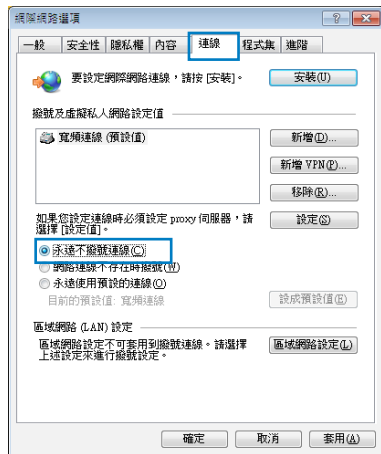 網際網路選項
一般 安全性 隱私權 內容 連線 程式集 進階
要設定網際網路連線，請按 [安裝]。 安裝(U)
撥號及虛擬私人網路設定值
寬頻連線 (預設值) 新增(D)...
新增 VPN(P)...
移除(R)...
如果您設定連線時必須設定 proxy 伺服器，請 設定(S)
選擇 [設定值]。
永遠不撥號連線(C)
網路連線不存在時撥號(W)
永遠使用預設的連線(O)
目前的預設值: 寬頻連線 設成預設值(E)
區域網路 (LAN) 設定
區域網路設定不可套用到撥號連線。請選擇 區域網路設定(L)
上述設定來進行撥號設定。
確定 取消 套用(A)